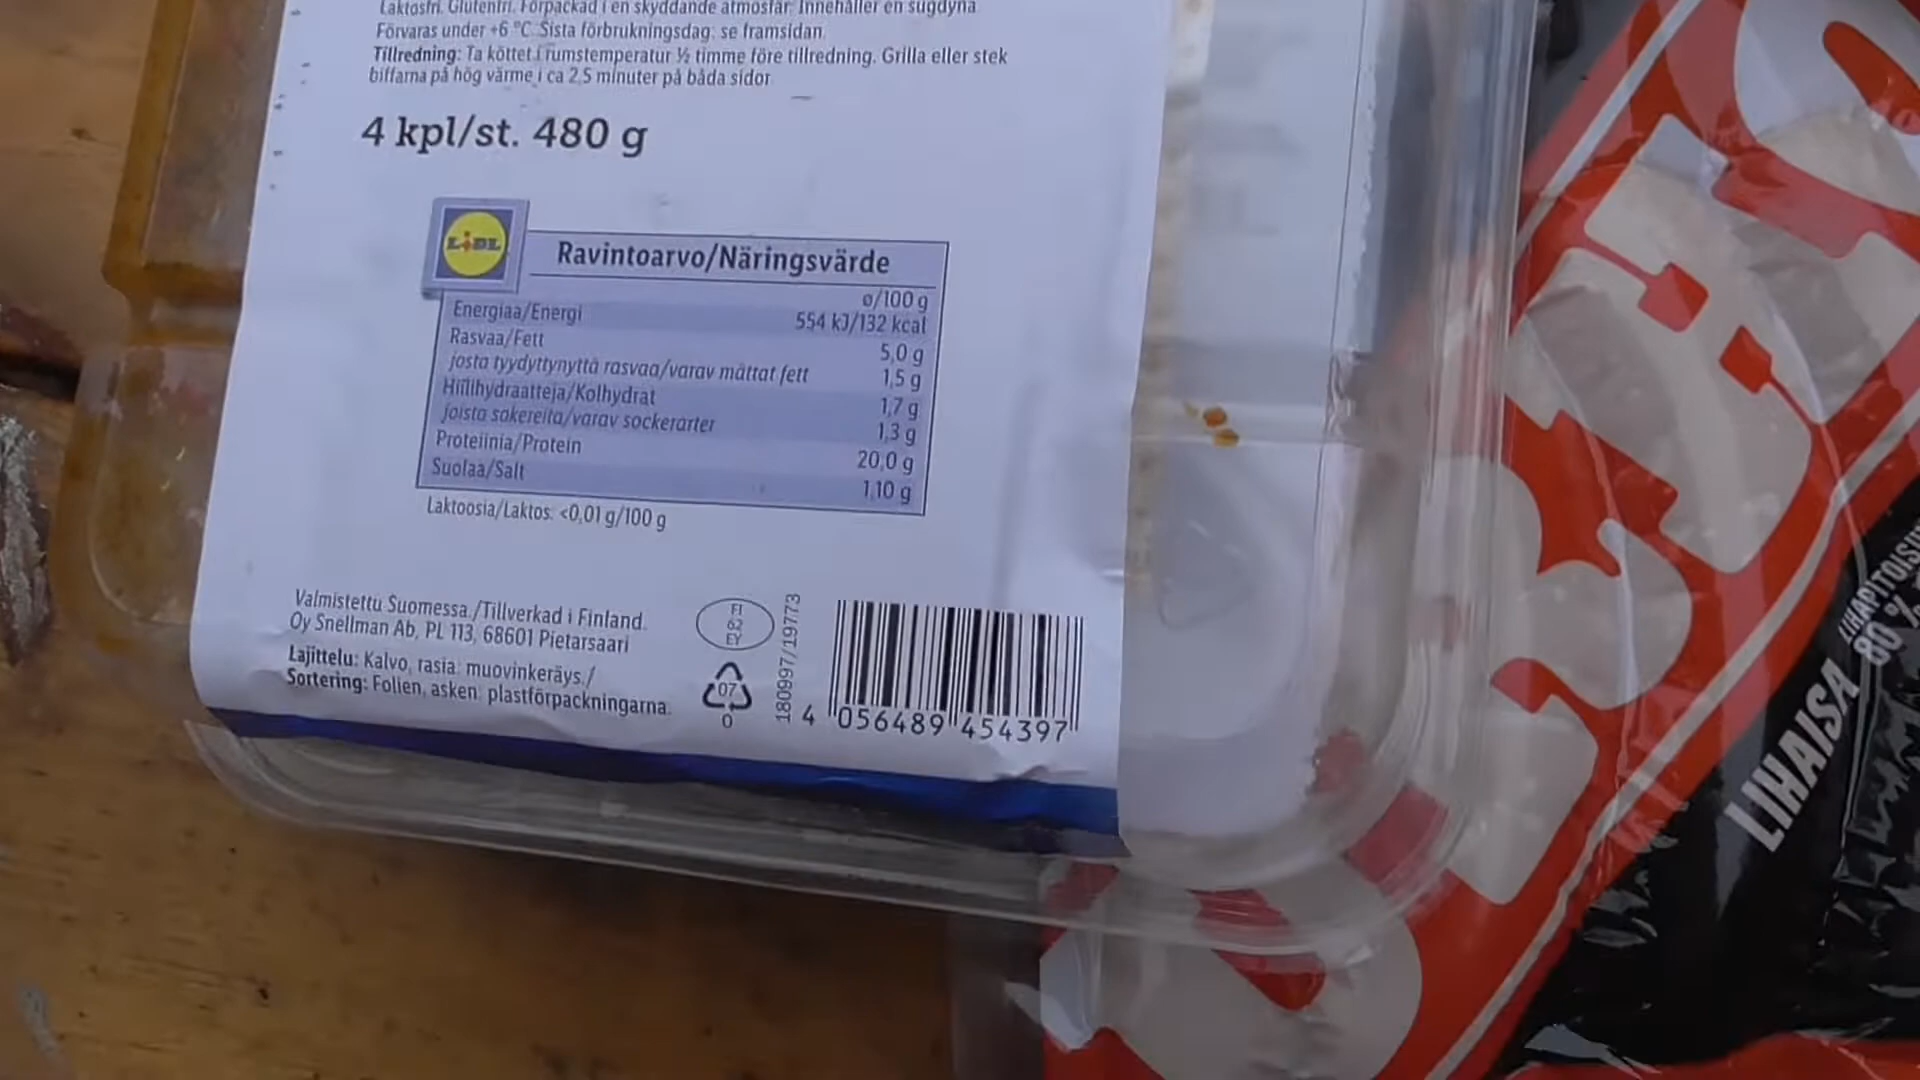 Laktosfri. Glutenfri. Förpackad i en skyddande atmosfär. Innehåller en sugdyna
Förvaras under +6 °C. Sista förbrukningsdag: se framsidan.
Tillredning: Ta köttet i rumstemperatur ½ timme före tillredning. Grilla eller stek
biffarna på hög värme i ca 2,5 minuter på båda sidor
4 kpl/st. 480 g
LiDL
Ravintoarvo/Näringsvärde
ø/100 g
Energiaa/Energi 554 kJ/132 kcal
Rasvaa/Fett 5,0 g
josta tyydyttynyttä rasvaa/varav mättat fett 1,5 g
Hiilihydraatteja/Kolhydrat 1,7 g
joista sokereita/varav sockerarter 1,3 g
Proteiinia/Protein 20,0 g
Suolaa/Salt 1,10 g
Laktoosia/Laktos: <0,01 g/100 g
Valmistettu Suomessa./Tillverkad i Finland.
Oy Snellman Ab, PL 113, 68601 Pietarsaari
Lajittelu: Kalvo, rasia: muovinkeräys./
Sortering: Folien, asken: plastförpackningarna.
FI
62
EY
07
0
180997/19773
4 056489 454397
LIHAISA
LIHAPITOISUUS
80 %